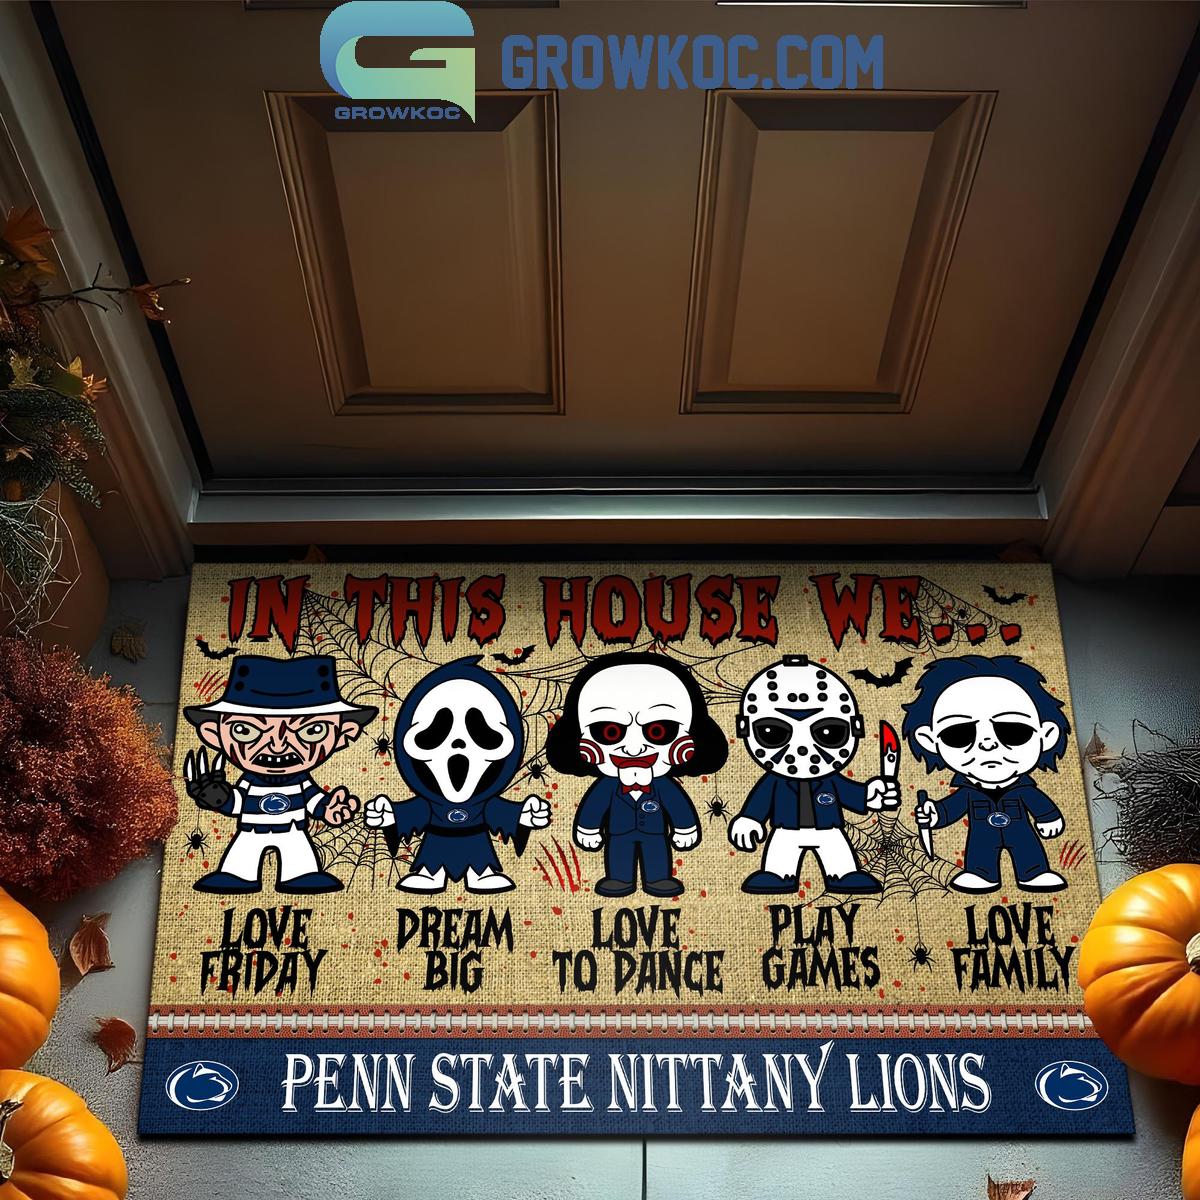 GROWKOC
GROWKOC.COM
IN THIS HOUSE WE...
LOVE
FRIDAY
DREAM
BIG
LOVE
TO DANCE
PLAY
GAMES
LOVE
FAMILY
PENN STATE NITTANY LIONS